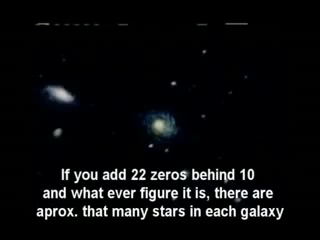 If you add 22 zeros behind 10
and what ever figure it is, there are
aprox. that many stars in each galaxy